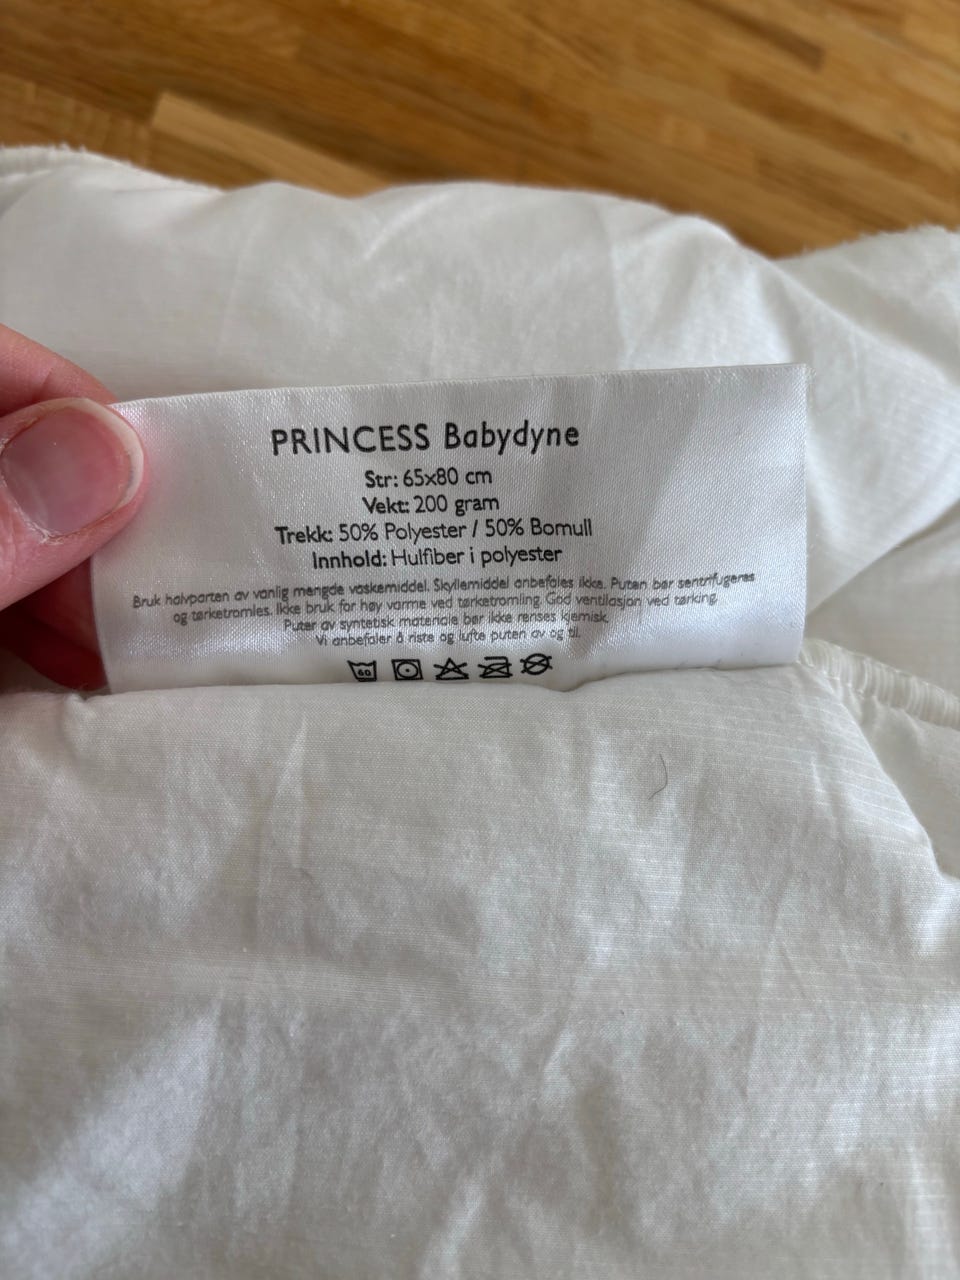 PRINCESS Babydyne
Str: 65x80 cm
Vekt: 200 gram
Trekk: 50% Polyester / 50% Bomull
Innhold: Hulfiber i polyester
Bruk halvparten av vanlig mengde vaskemiddel. Skyllemiddel anbefales ikke. Puten bør sentrifugeres
og tørketromles. Ikke bruk for høy varme ved tørketromling. God ventilasjon ved tørking.
Puter av syntetisk materiale bør ikke renses kjemisk.
Vi anbefaler å riste og lufte puten av og til.
60